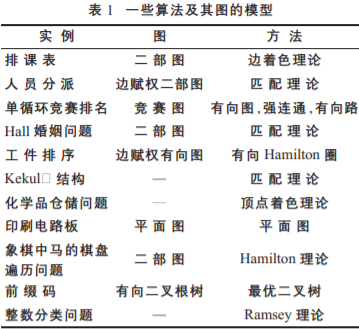 表 1 一些算法及其图的模型
实例 图 方法
排课表 二部图 边着色理论
人员分派 边赋权二部图 匹配理论
单循环竞赛排名 竞赛图 有向图,强连通,有向路
Hall 婚姻问题 二部图 匹配理论
工件排序 边赋权有向图 有向 Hamilton 圈
Kekul□ 结构 — 匹配理论
化学品仓储问题 — 顶点着色理论
印刷电路板 平面图 平面图
象棋中马的棋盘
遍历问题 二部图 Hamilton 理论
前缀码 有向二叉根树 最优二叉树
整数分类问题 — Ramsey 理论